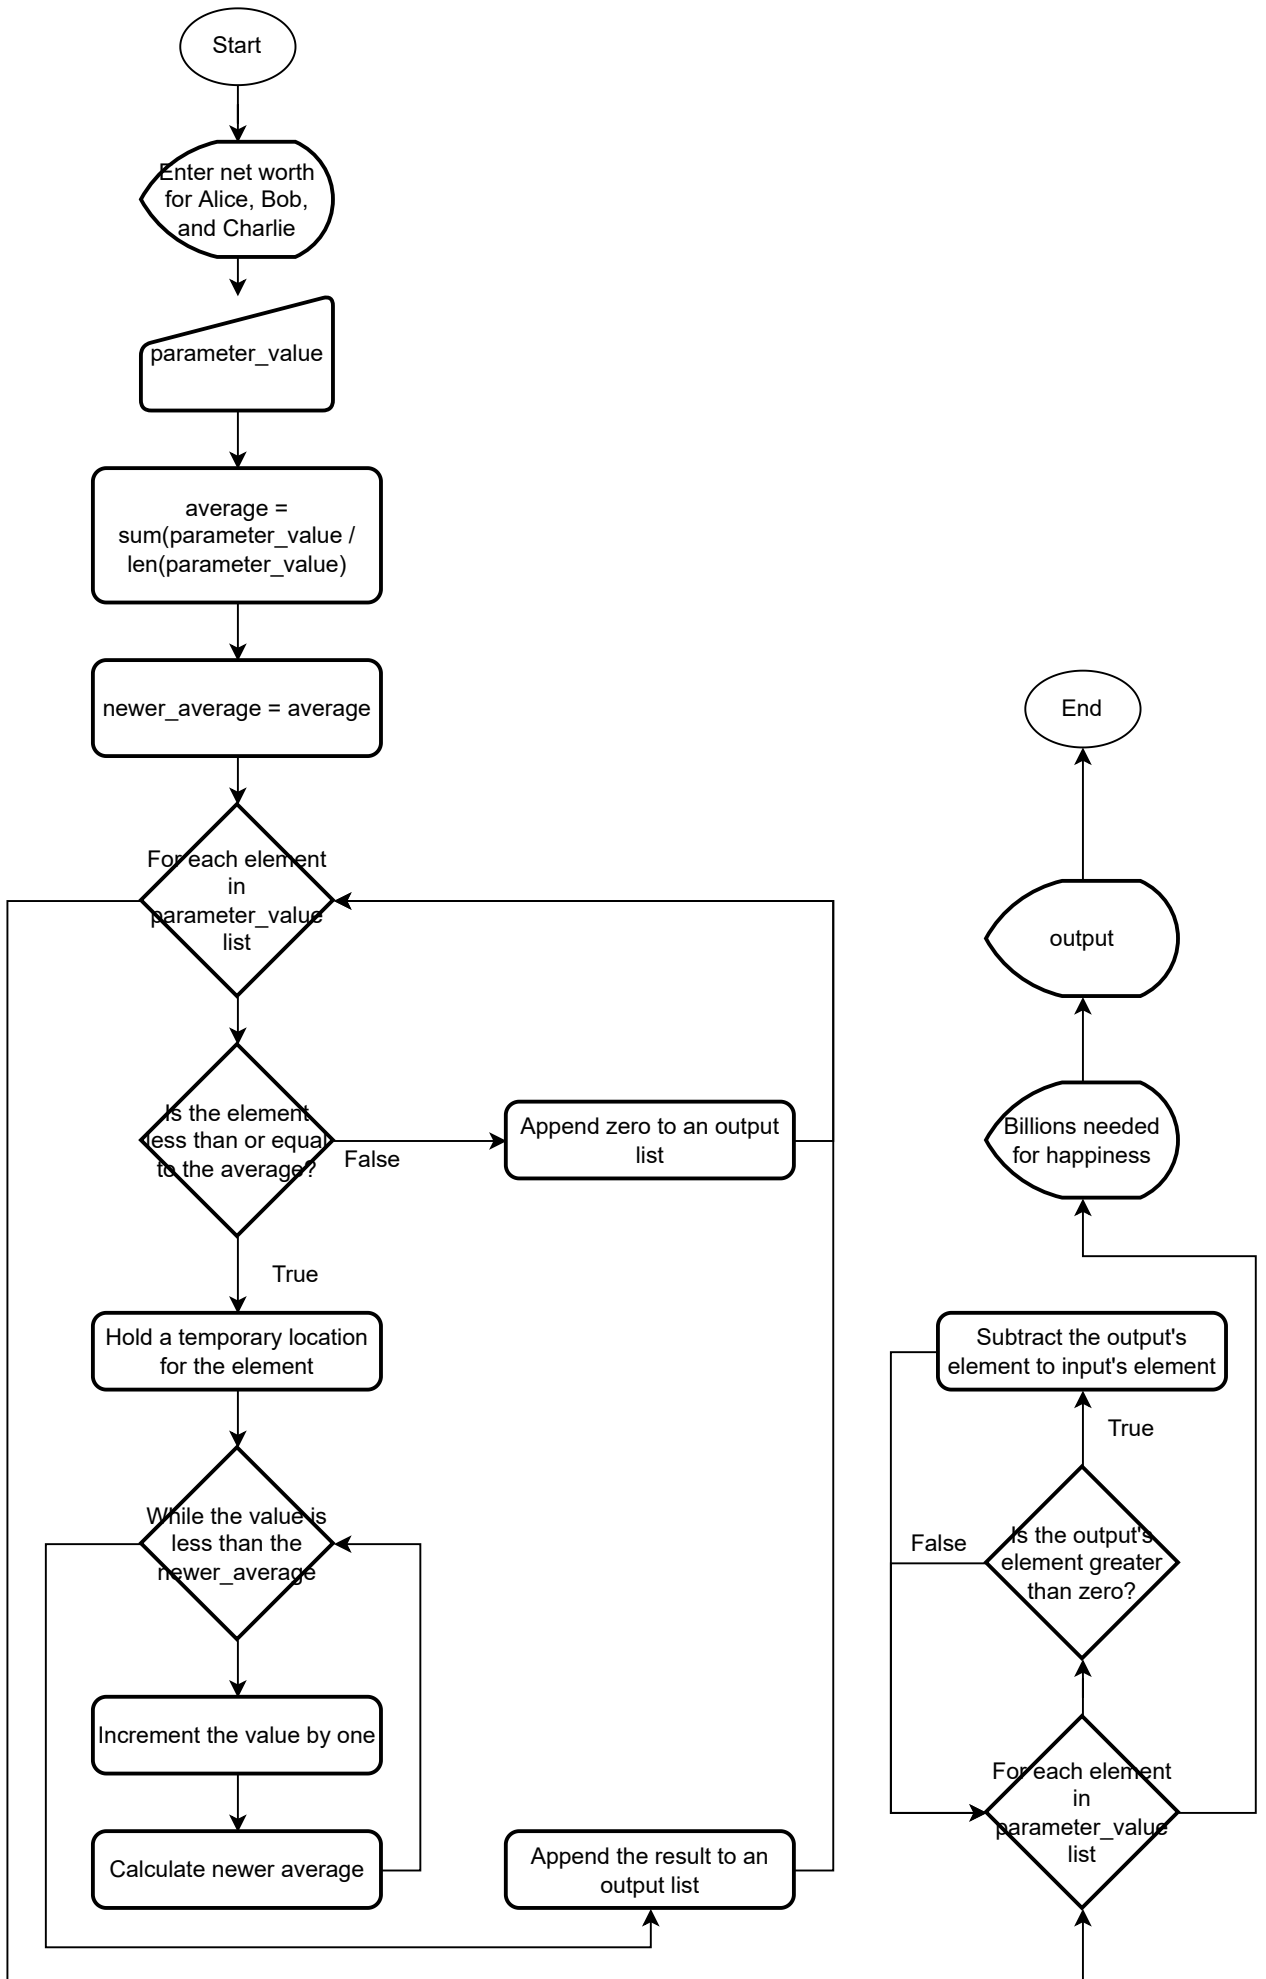 Start
Enter net worth
for Alice, Bob,
and Charlie
parameter_value
average =
sum(parameter_value /
len(parameter_value)
newer_average = average
For each element
in
parameter_value
list
Is the element
less than or equal
to the average?
False
Append zero to an output
list
True
Hold a temporary location
for the element
While the value is
less than the
newer_average
Increment the value by one
Calculate newer average
Append the result to an
output list
For each element
in
parameter_value
list
Is the output's
element greater
than zero?
False
True
Subtract the output's
element to input's element
Billions needed
for happiness
output
End